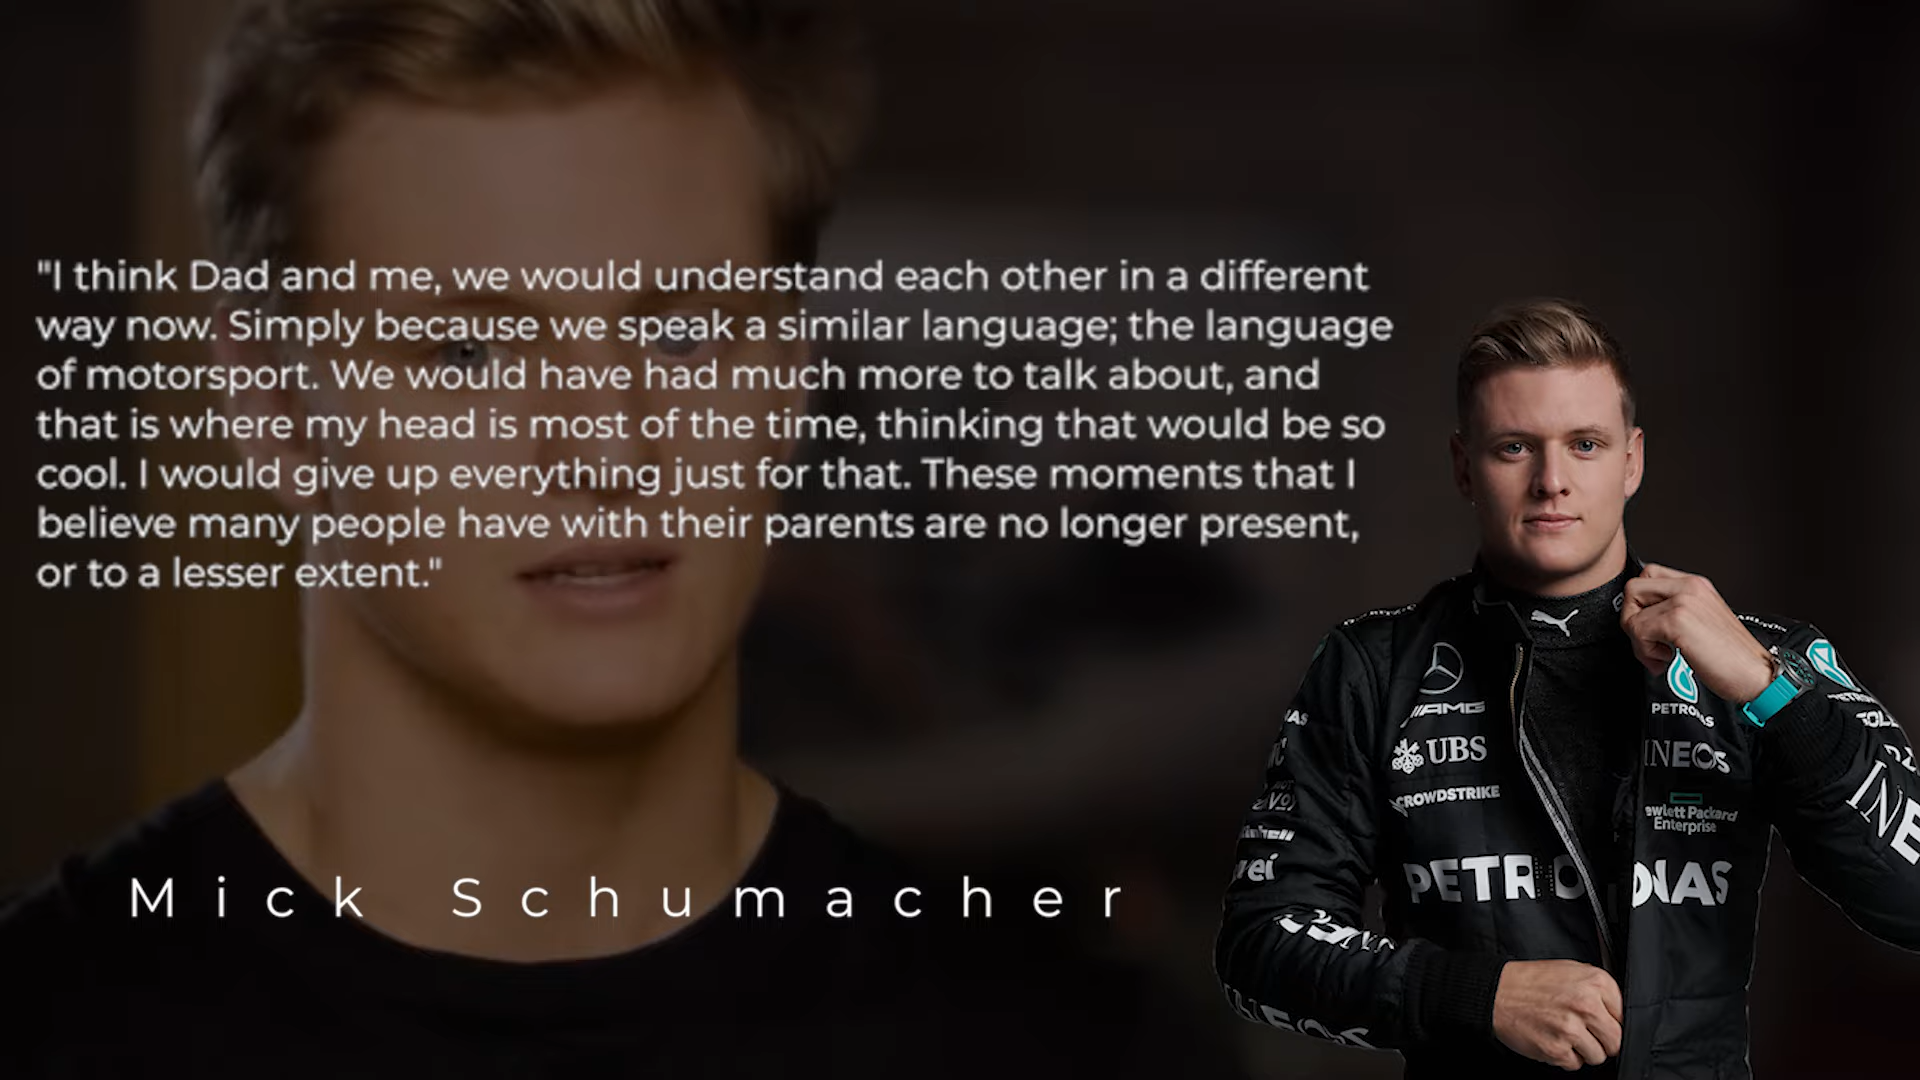 "I think Dad and me, we would understand each other in a different
way now. Simply because we speak a similar language; the language
of motorsport. We would have had much more to talk about, and
that is where my head is most of the time, thinking that would be so
cool. I would give up everything just for that. These moments that I
believe many people have with their parents are no longer present,
or to a lesser extent."
Mick Schumacher
AMG
PETRONAS
UBS
INEOS
CROWDSTRIKE
Enterprise
PETRONAS